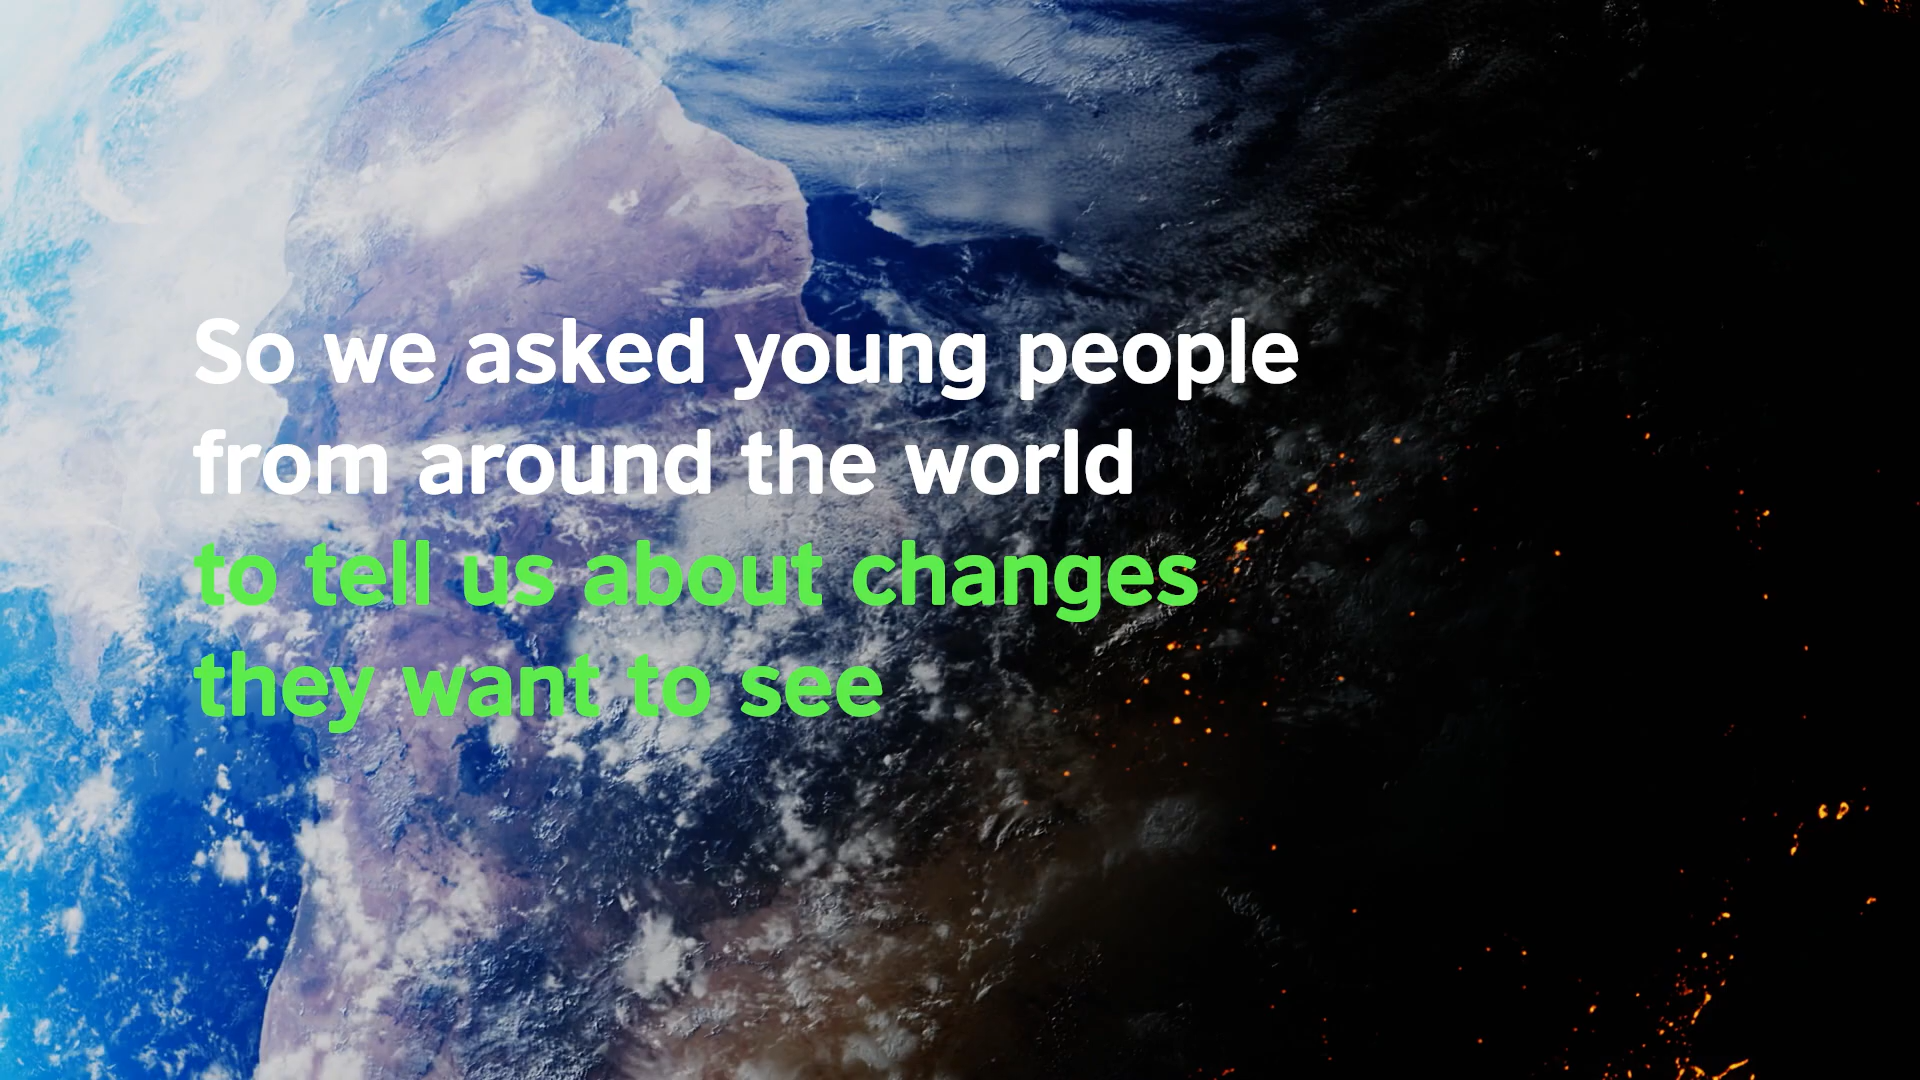 So we asked young people
from around the world
to tell us about changes
they want to see